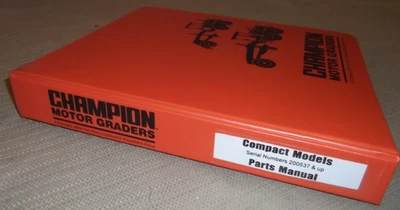 CHAMPION
MOTOR GRADERS
CHAMPION
MOTOR GRADERS
Compact Models
Serial Numbers 200537 & up
Parts Manual